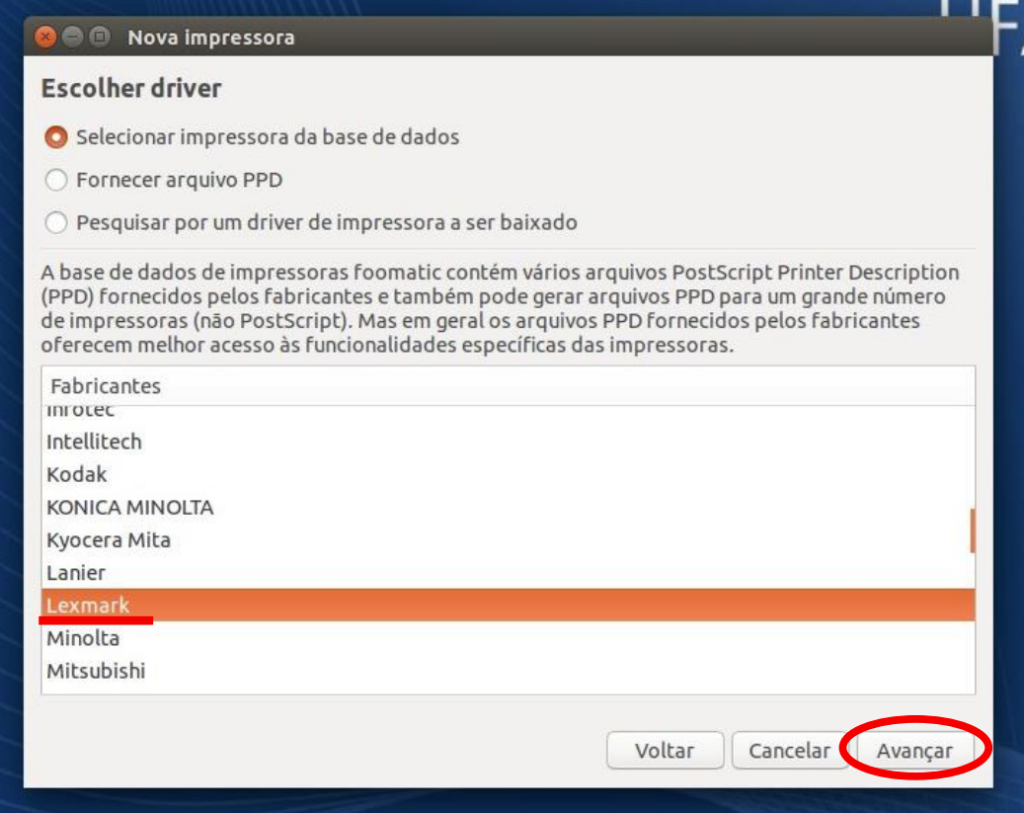 Nova impressora
Escolher driver
Selecionar impressora da base de dados
Fornecer arquivo PPD
Pesquisar por um driver de impressora a ser baixado
A base de dados de impressoras foomatic contém vários arquivos PostScript Printer Description
(PPD) fornecidos pelos fabricantes e também pode gerar arquivos PPD para um grande número
de impressoras (não PostScript). Mas em geral os arquivos PPD fornecidos pelos fabricantes
oferecem melhor acesso às funcionalidades específicas das impressoras.
Fabricantes
Infotec
Intellitech
Kodak
KONICA MINOLTA
Kyocera Mita
Lanier
Lexmark
Minolta
Mitsubishi
Voltar Cancelar Avançar